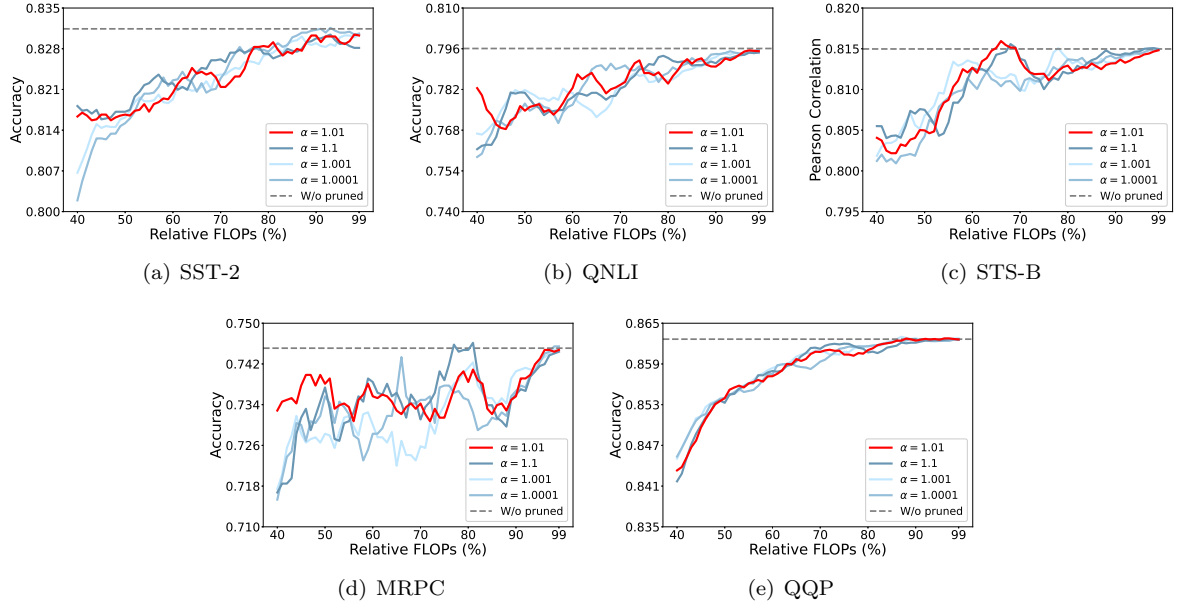 0.835
0.828
0.821
0.814
0.807
0.800
Accuracy
40 50 60 70 80 90 99
Relative FLOPs (%)
α = 1.01
α = 1.1
α = 1.001
α = 1.0001
W/o pruned
(a) SST-2
0.810
0.796
0.782
0.768
0.754
0.740
Accuracy
40 50 60 70 80 90 99
Relative FLOPs (%)
α = 1.01
α = 1.1
α = 1.001
α = 1.0001
W/o pruned
(b) QNLI
0.820
0.815
0.810
0.805
0.800
0.795
Pearson Correlation
40 50 60 70 80 90 99
Relative FLOPs (%)
α = 1.01
α = 1.1
α = 1.001
α = 1.0001
W/o pruned
(c) STS-B
0.750
0.742
0.734
0.726
0.718
0.710
Accuracy
40 50 60 70 80 90 99
Relative FLOPs (%)
α = 1.01
α = 1.1
α = 1.001
α = 1.0001
W/o pruned
(d) MRPC
0.865
0.859
0.853
0.847
0.841
0.835
Accuracy
40 50 60 70 80 90 99
Relative FLOPs (%)
α = 1.01
α = 1.1
α = 1.001
α = 1.0001
W/o pruned
(e) QQP